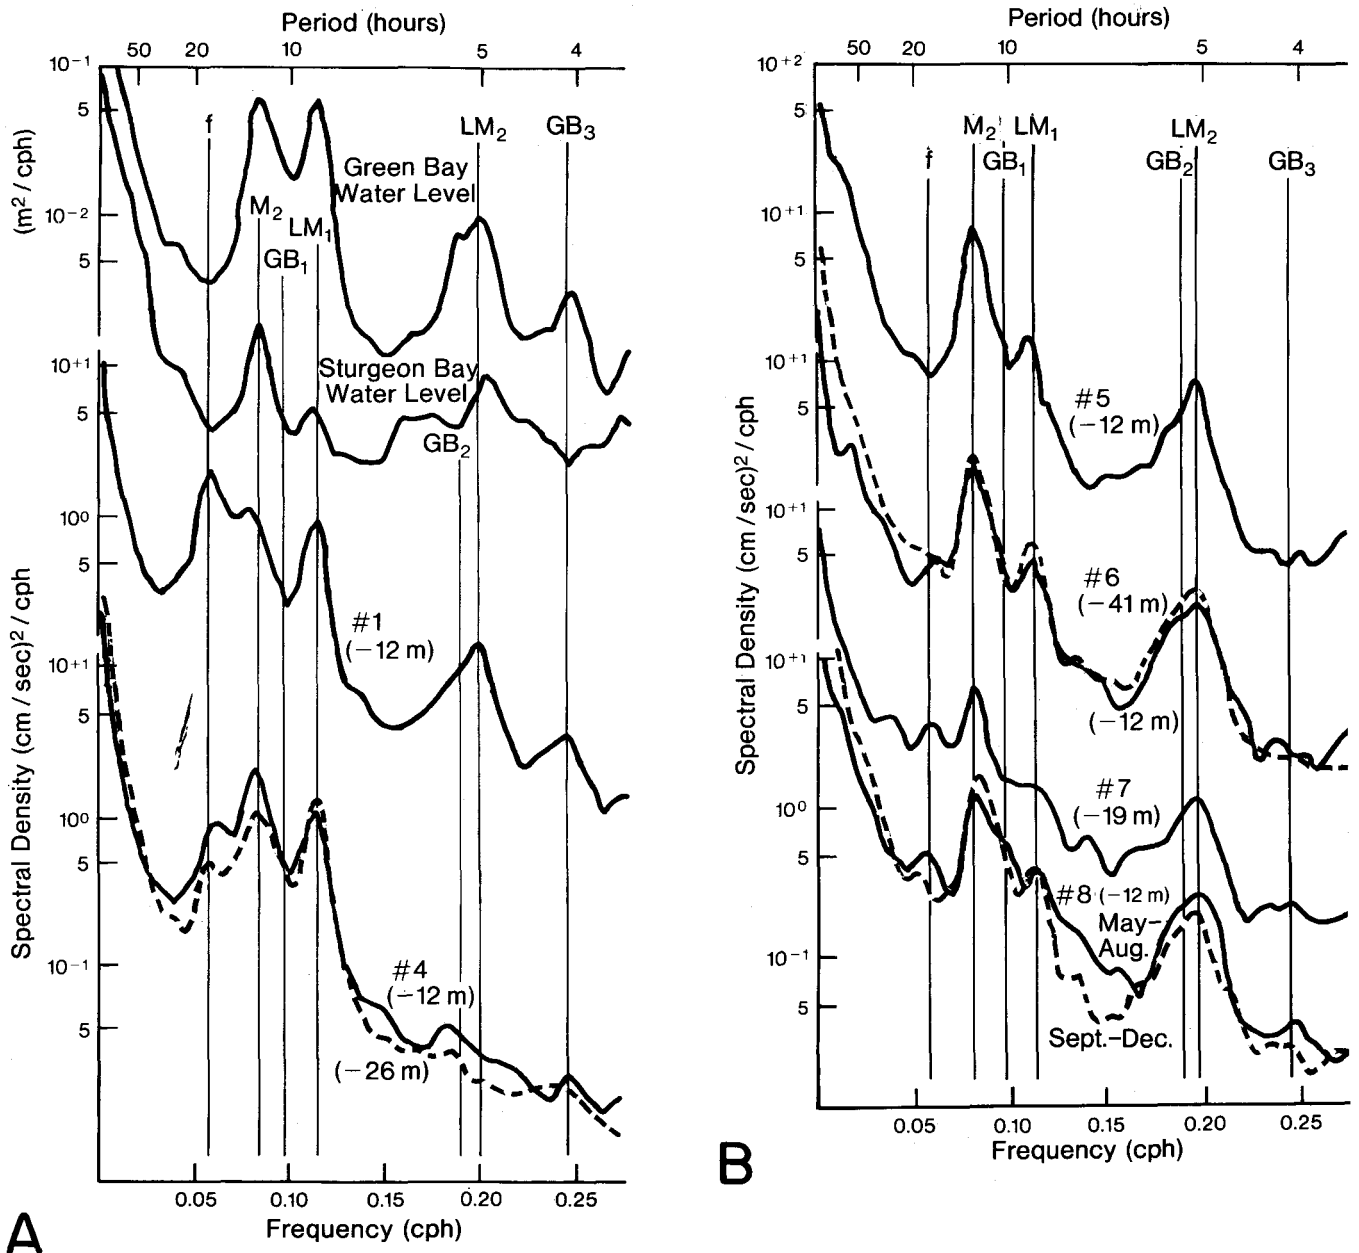 Period (hours)
50 20 10 5 4
10⁻¹
5
(m² / cph)
10⁻²
5
f
M₂
GB₁
LM₁
LM₂
GB₃
Green Bay
Water Level
Sturgeon Bay
Water Level
GB₂
10⁺¹
5
10⁰
5
#1
(−12 m)
10⁺¹
5
10⁰
5
10⁻¹
5
Spectral Density (cm / sec)² / cph
#4
(−12 m)
(−26 m)
0.05 0.10 0.15 0.20 0.25
Frequency (cph)
A
Period (hours)
50 20 10 5 4
10⁺²
5
10⁺¹
5
10⁺¹
5
10⁺¹
5
10⁺¹
5
10⁰
5
10⁻¹
5
Spectral Density (cm / sec)² / cph
f
M₂
GB₁
LM₁
LM₂
GB₂
GB₃
#5
(−12 m)
#6
(−41 m)
(−12 m)
#7
(−19 m)
#8 (−12 m)
May–
Aug.
Sept.–Dec.
0.05 0.10 0.15 0.20 0.25
Frequency (cph)
B